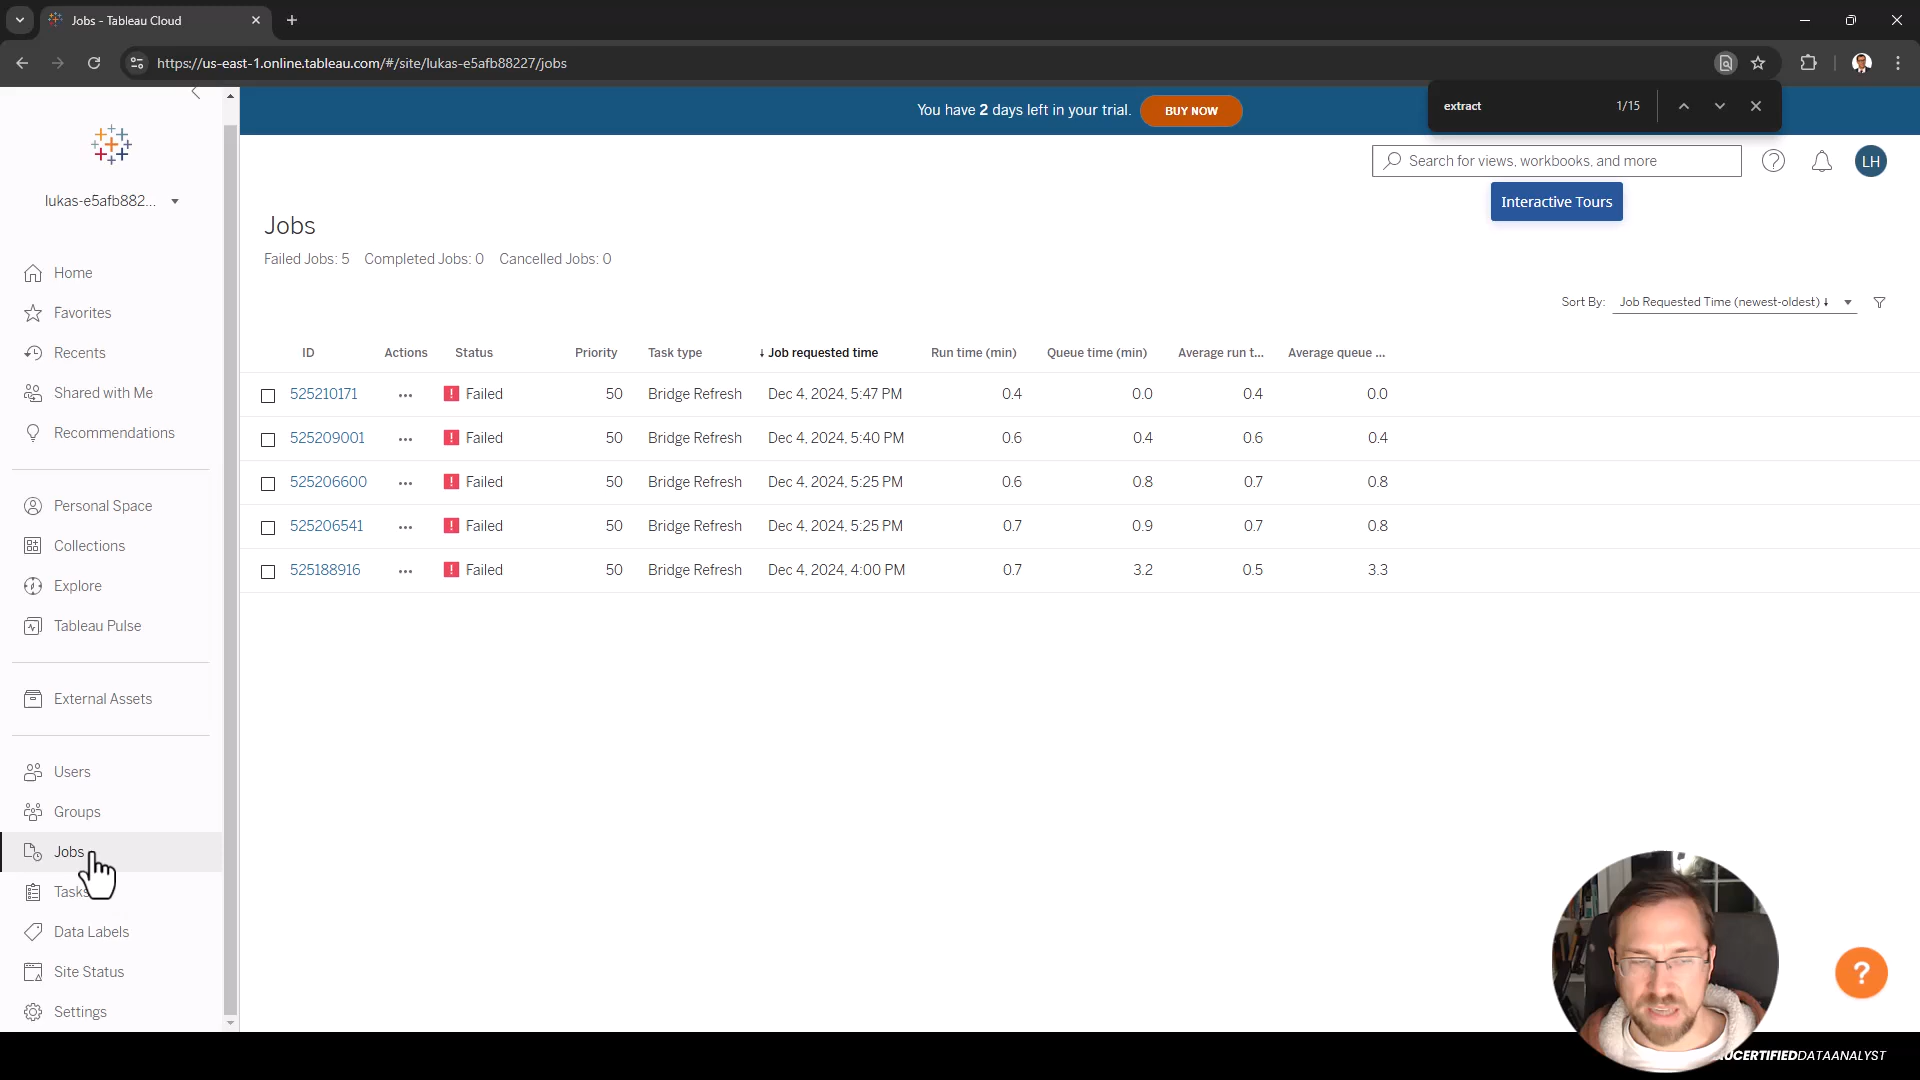 Jobs - Tableau Cloud
https://us-east-1.online.tableau.com/#/site/lukas-e5afb88227/jobs
extract 1/15
You have 2 days left in your trial. BUY NOW
Search for views, workbooks, and more
LH
Interactive Tours
lukas-e5afb882...
Home
Favorites
Recents
Shared with Me
Recommendations
Personal Space
Collections
Explore
Tableau Pulse
External Assets
Users
Groups
Jobs
Tasks
Data Labels
Site Status
Settings
Jobs
Failed Jobs: 5 Completed Jobs: 0 Cancelled Jobs: 0
Sort By: Job Requested Time (newest-oldest) ↓
ID Actions Status Priority Task type ↓ Job requested time Run time (min) Queue time (min) Average run t... Average queue ...
525210171 ... Failed 50 Bridge Refresh Dec 4, 2024, 5:47 PM 0.4 0.0 0.4 0.0
525209001 ... Failed 50 Bridge Refresh Dec 4, 2024, 5:40 PM 0.6 0.4 0.6 0.4
525206600 ... Failed 50 Bridge Refresh Dec 4, 2024, 5:25 PM 0.6 0.8 0.7 0.8
525206541 ... Failed 50 Bridge Refresh Dec 4, 2024, 5:25 PM 0.7 0.9 0.7 0.8
525188916 ... Failed 50 Bridge Refresh Dec 4, 2024, 4:00 PM 0.7 3.2 0.5 3.3
?
CERTIFIEDDATAANALYST